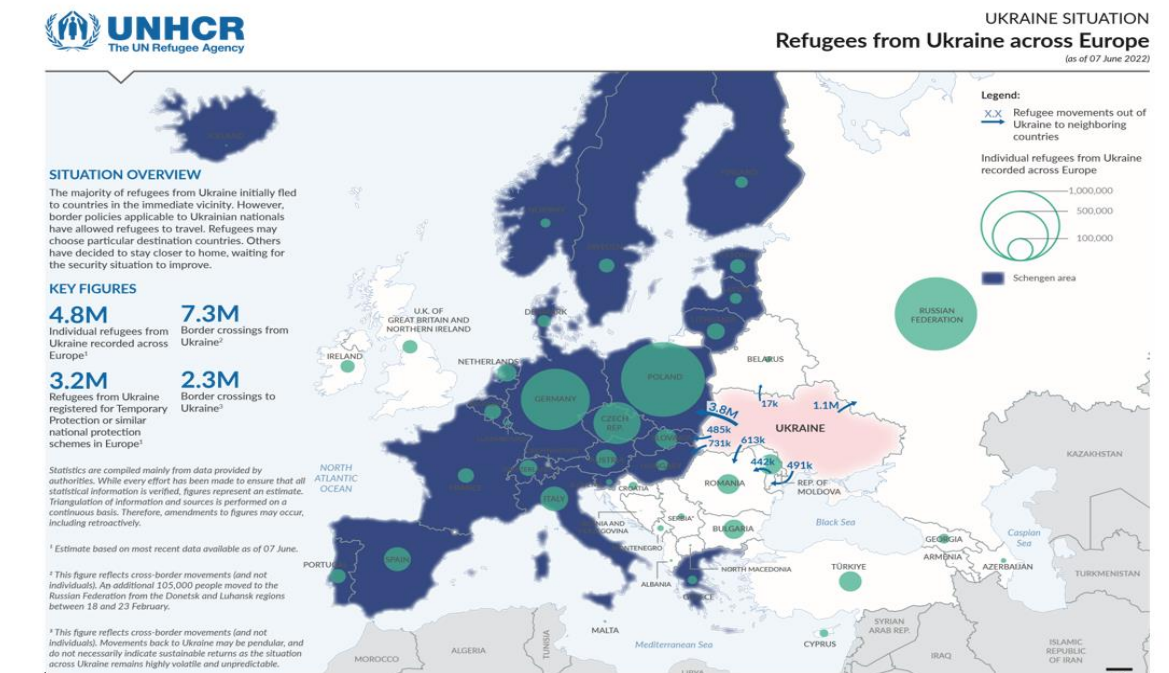 UNHCR
The UN Refugee Agency
UKRAINE SITUATION
Refugees from Ukraine across Europe
(as of 07 June 2022)
Legend:
X.X
Refugee movements out of
Ukraine to neighboring
countries
Individual refugees from Ukraine
recorded across Europe
1,000,000
500,000
100,000
Schengen area
SITUATION OVERVIEW
The majority of refugees from Ukraine initially fled
to countries in the immediate vicinity. However,
border policies applicable to Ukrainian nationals
have allowed refugees to travel. Refugees may
choose particular destination countries. Others
have decided to stay closer to home, waiting for
the security situation to improve.
KEY FIGURES
4.8M
Individual refugees from
Ukraine recorded across
Europe¹
7.3M
Border crossings from
Ukraine²
3.2M
Refugees from Ukraine
registered for Temporary
Protection or similar
national protection
schemes in Europe¹
2.3M
Border crossings to
Ukraine³
Statistics are compiled mainly from data provided by
authorities. While every effort has been made to ensure that all
statistical information is verified, figures represent an estimate.
Triangulation of information and sources is performed on a
continuous basis. Therefore, amendments to figures may occur,
including retroactively.
¹ Estimate based on most recent data available as of 07 June.
² This figure reflects cross-border movements (and not
individuals). An additional 105,000 people moved to the
Russian Federation from the Donetsk and Luhansk regions
between 18 and 23 February.
³ This figure reflects cross-border movements (and not
individuals). Movements back to Ukraine may be pendular, and
do not necessarily indicate sustainable returns as the situation
across Ukraine remains highly volatile and unpredictable.
RUSSIAN
FEDERATION
U.K. OF
GREAT BRITAIN AND
NORTHERN IRELAND
IRELAND
NETHERLANDS
BELARUS
POLAND
GERMANY
CZECH
REP.
UKRAINE
3.8M
17k
1.1M
485k
731k
613k
442k
491k
NORTH
ATLANTIC
OCEAN
FRANCE
ITALY
CROATIA
ROMANIA
REP. OF
MOLDOVA
KAZAKHSTAN
SERBIA
BULGARIA
Black Sea
Caspian
Sea
GEORGIA
ARMENIA
AZERBAIJAN
TURKMENISTAN
SPAIN
ALBANIA
NORTH MACEDONIA
TÜRKIYE
MALTA
Mediterranean Sea
CYPRUS
SYRIAN
ARAB REP.
IRAQ
ISLAMIC
REPUBLIC
OF IRAN
MOROCCO
ALGERIA
TUNISIA